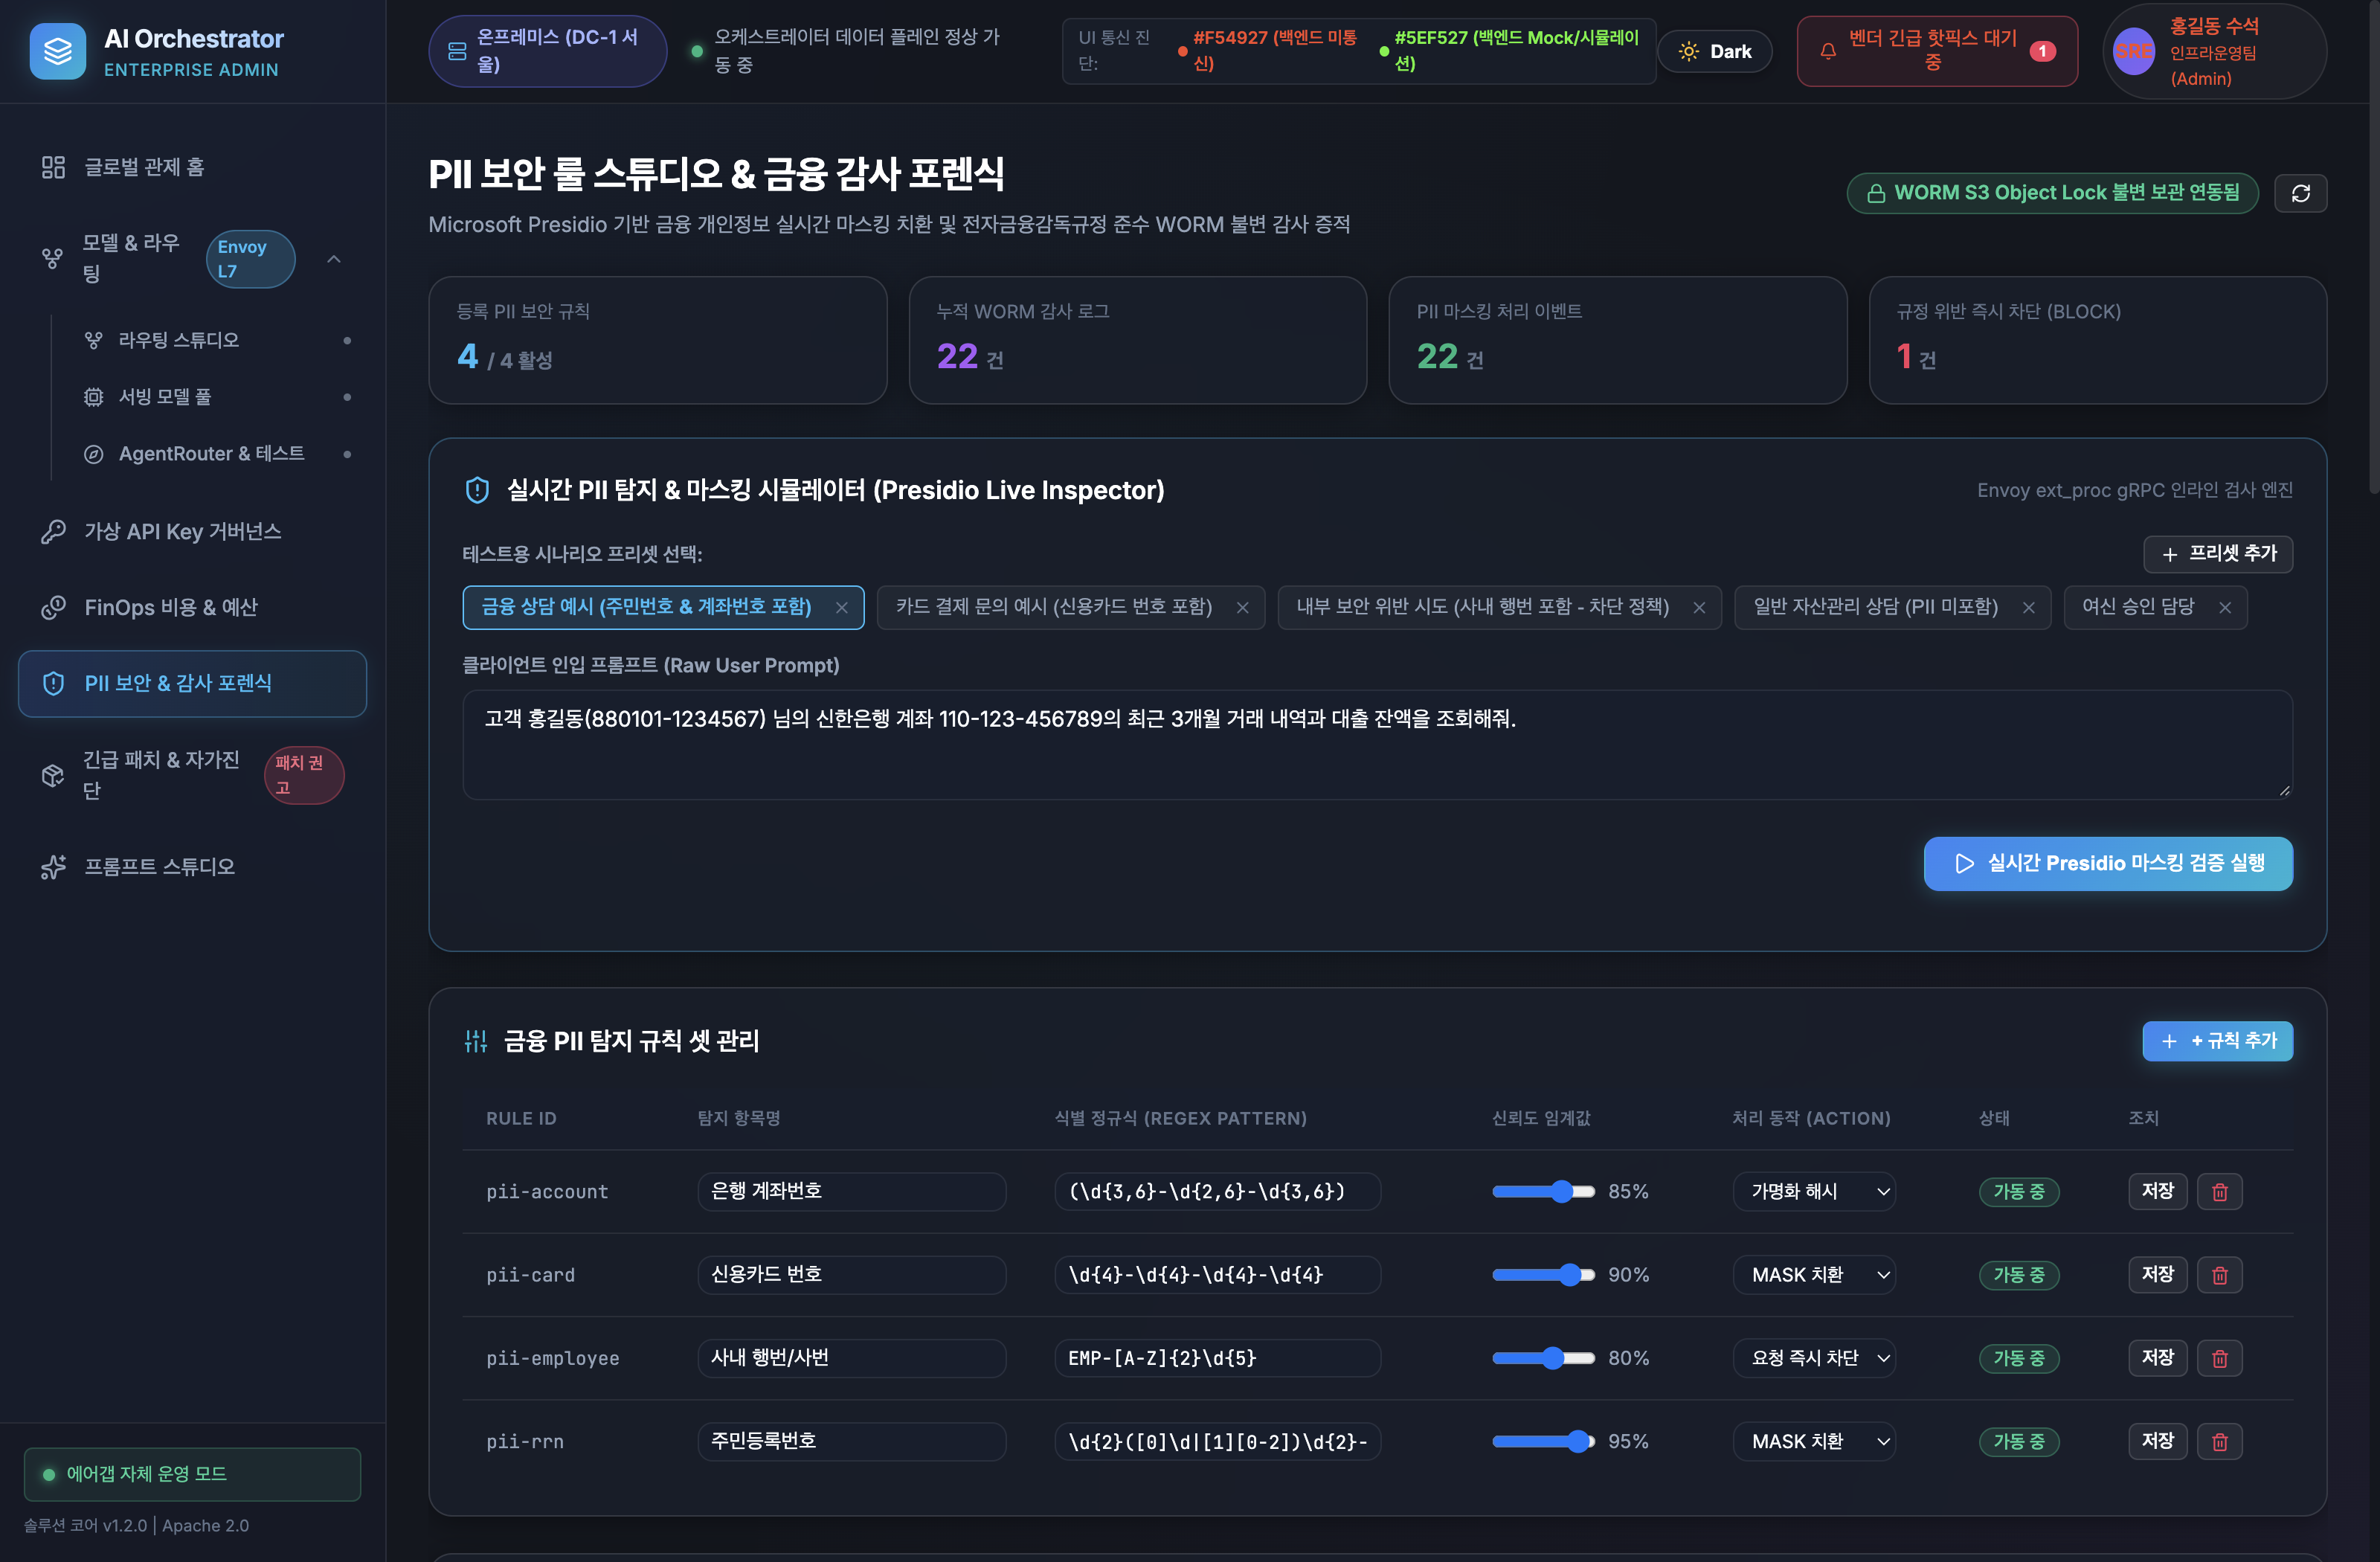 AI Orchestrator
ENTERPRISE ADMIN
글로벌 관제 홈
모델 & 라우
팅
Envoy
L7
라우팅 스튜디오
서빙 모델 풀
AgentRouter & 테스트
가상 API Key 거버넌스
FinOps 비용 & 예산
PII 보안 & 감사 포렌식
긴급 패치 & 자가진
단
패치 권
고
프롬프트 스튜디오
에어갭 자체 운영 모드
솔루션 코어 v1.2.0 | Apache 2.0
온프레미스 (DC-1 서
울)
오케스트레이터 데이터 플레인 정상 가
동 중
UI 통신 진
단:
#F54927 (백엔드 미통
신)
#5EF527 (백엔드 Mock/시뮬레이
션)
Dark
벤더 긴급 핫픽스 대기
중
1
SRE
홍길동 수석
인프라운영팀
(Admin)
PII 보안 룰 스튜디오 & 금융 감사 포렌식
Microsoft Presidio 기반 금융 개인정보 실시간 마스킹 치환 및 전자금융감독규정 준수 WORM 불변 감사 증적
WORM S3 Object Lock 불변 보관 연동됨
등록 PII 보안 규칙
4 / 4 활성
누적 WORM 감사 로그
22 건
PII 마스킹 처리 이벤트
22 건
규정 위반 즉시 차단 (BLOCK)
1 건
실시간 PII 탐지 & 마스킹 시뮬레이터 (Presidio Live Inspector)
Envoy ext_proc gRPC 인라인 검사 엔진
테스트용 시나리오 프리셋 선택:
프리셋 추가
금융 상담 예시 (주민번호 & 계좌번호 포함)
카드 결제 문의 예시 (신용카드 번호 포함)
내부 보안 위반 시도 (사내 행번 포함 - 차단 정책)
일반 자산관리 상담 (PII 미포함)
여신 승인 담당
클라이언트 인입 프롬프트 (Raw User Prompt)
고객 홍길동(880101-1234567) 님의 신한은행 계좌 110-123-456789의 최근 3개월 거래 내역과 대출 잔액을 조회해줘.
실시간 Presidio 마스킹 검증 실행
금융 PII 탐지 규칙 셋 관리
+ 규칙 추가
RULE ID 탐지 항목명 식별 정규식 (REGEX PATTERN) 신뢰도 임계값 처리 동작 (ACTION) 상태 조치
pii-account 은행 계좌번호 (\d{3,6}-\d{2,6}-\d{3,6}) 85% 가명화 해시 가동 중 저장
pii-card 신용카드 번호 \d{4}-\d{4}-\d{4}-\d{4} 90% MASK 치환 가동 중 저장
pii-employee 사내 행번/사번 EMP-[A-Z]{2}\d{5} 80% 요청 즉시 차단 가동 중 저장
pii-rrn 주민등록번호 \d{2}([0]\d|[1][0-2])\d{2}- 95% MASK 치환 가동 중 저장